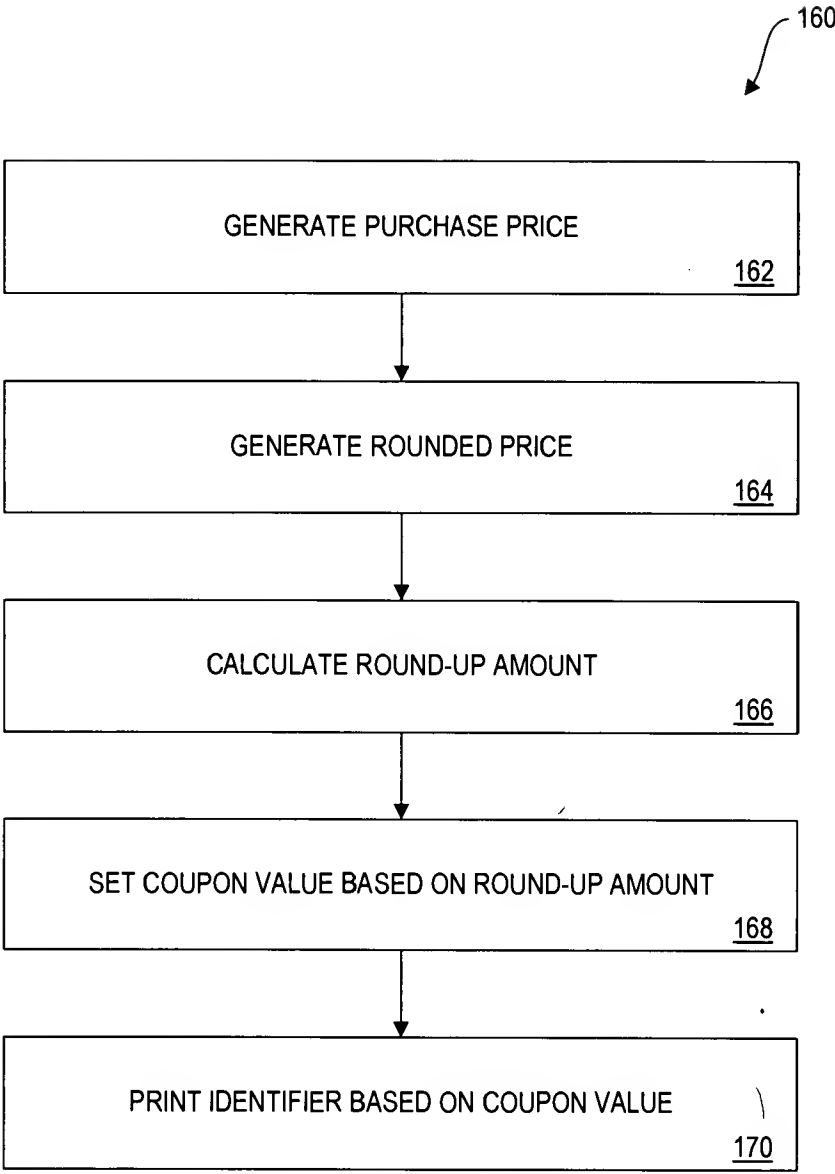 160
GENERATE PURCHASE PRICE
162
GENERATE ROUNDED PRICE
164
CALCULATE ROUND-UP AMOUNT
166
SET COUPON VALUE BASED ON ROUND-UP AMOUNT
168
PRINT IDENTIFIER BASED ON COUPON VALUE
170